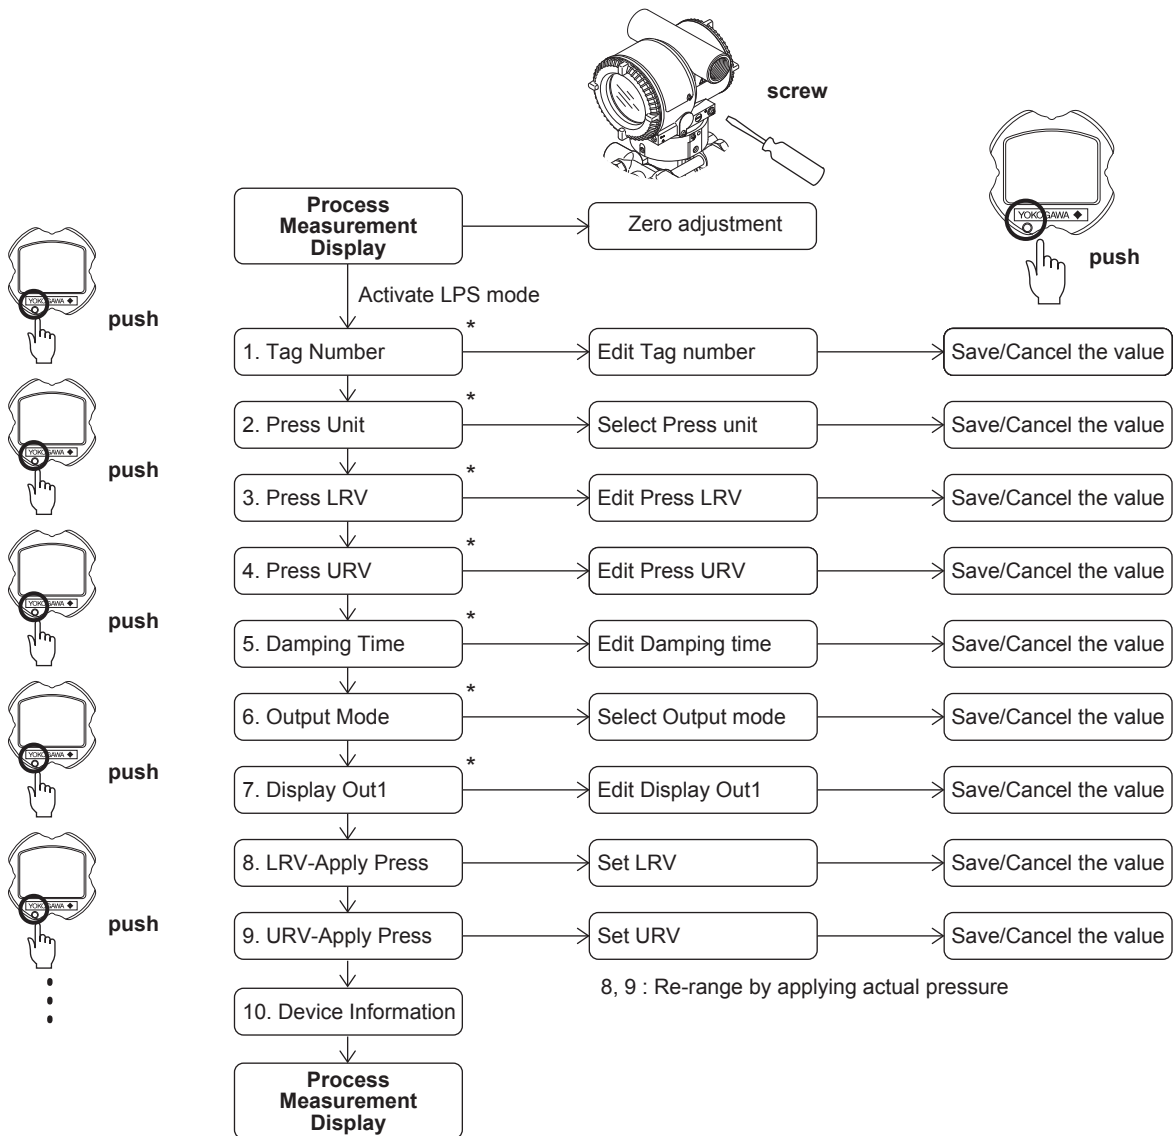 screw
Process
Measurement
Display
Zero adjustment
YOKOGAWA ◆
push
Activate LPS mode
YOKOGAWA ◆
push
1. Tag Number
*
Edit Tag number
Save/Cancel the value
YOKOGAWA ◆
push
2. Press Unit
*
Select Press unit
Save/Cancel the value
3. Press LRV
*
Edit Press LRV
Save/Cancel the value
YOKOGAWA ◆
push
4. Press URV
*
Edit Press URV
Save/Cancel the value
5. Damping Time
*
Edit Damping time
Save/Cancel the value
YOKOGAWA ◆
push
6. Output Mode
*
Select Output mode
Save/Cancel the value
7. Display Out1
*
Edit Display Out1
Save/Cancel the value
YOKOGAWA ◆
push
8. LRV-Apply Press
Set LRV
Save/Cancel the value
9. URV-Apply Press
Set URV
Save/Cancel the value
8, 9 : Re-range by applying actual pressure
10. Device Information
Process
Measurement
Display